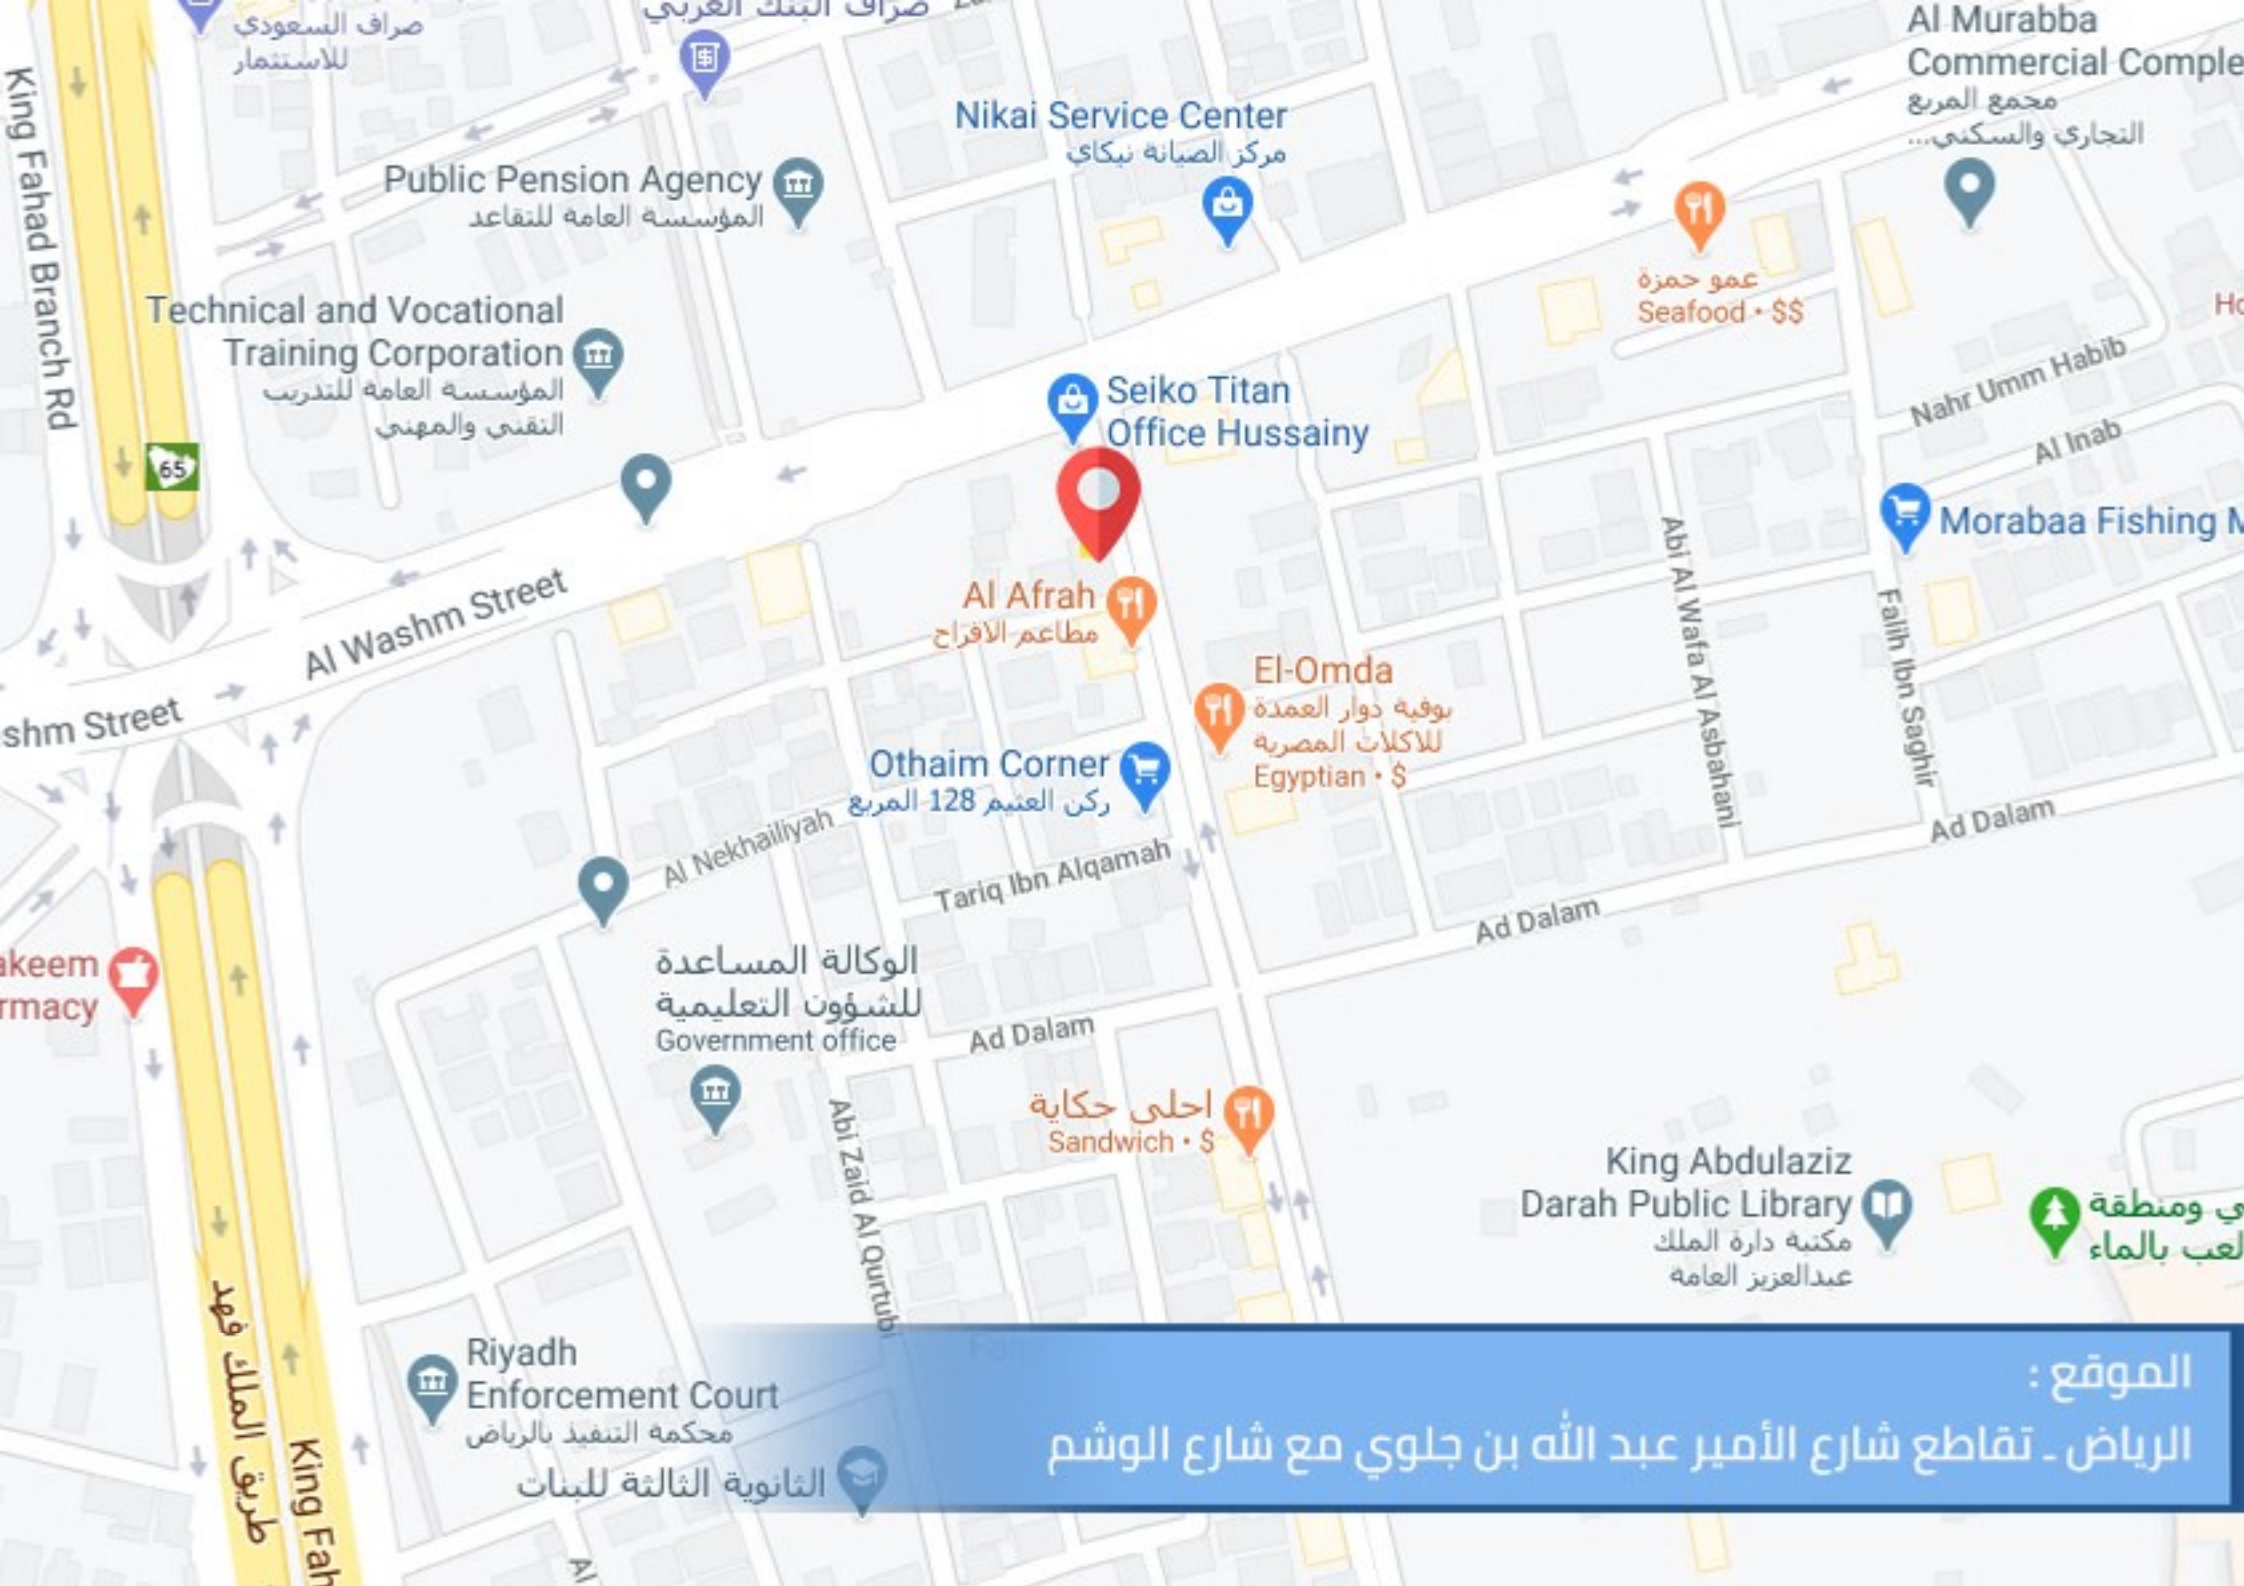 صراف السعودي
للاستثمار
صراف البنك العربي
Al Murabba
Commercial Comple
مجمع المربع
التجاري والسكني...
King Fahad Branch Rd
Nikai Service Center
مركز الصيانة نيكاي
Public Pension Agency
المؤسسة العامة للتقاعد
عمو حمزة
Seafood • $$
Ho
Technical and Vocational
Training Corporation
المؤسسة العامة للتدريب
التقني والمهني
Nahr Umm Habib
Al Inab
Seiko Titan
Office Hussainy
65
Morabaa Fishing M
Abi Al Wafa Al Asbahani
Falih Ibn Saghir
Al Washm Street
shm Street
Al Afrah
مطاعم الافراح
El-Omda
بوفية دوار العمدة
للاكلات المصرية
Egyptian • $
Othaim Corner
ركن العثيم 128 المربع
Al Nekhailiyah
Tariq Ibn Alqamah
Ad Dalam
Ad Dalam
Ad Dalam
akeem
rmacy
الوكالة المساعدة
للشؤون التعليمية
Government office
Abi Zaid Al Qurtubi
احلى حكاية
Sandwich • $
King Abdulaziz
Darah Public Library
مكتبة دارة الملك
عبدالعزيز العامة
ي ومنطقة
لعب بالماء
طريق الملك فهد
King Fah
Riyadh
Enforcement Court
محكمة التنفيذ بالرياض
الثانوية الثالثة للبنات
Al
الموقع :
الرياض - تقاطع شارع الأمير عبد الله بن جلوي مع شارع الوشم